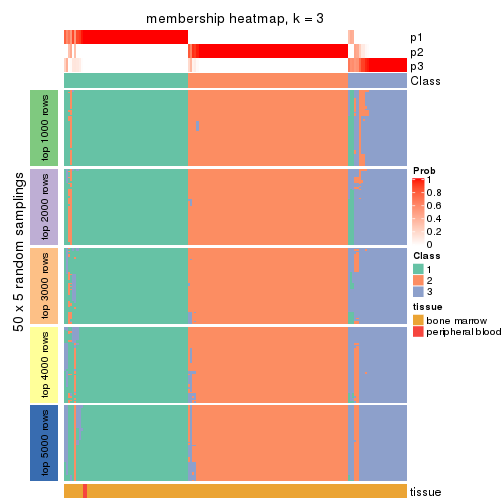 membership heatmap, k = 3
p1
p2
p3
Class
50 x 5 random samplings
top 1000 rows
top 2000 rows
top 3000 rows
top 4000 rows
top 5000 rows
Prob
1
0.8
0.6
0.4
0.2
0
Class
1
2
3
tissue
bone marrow
peripheral blood
tissue